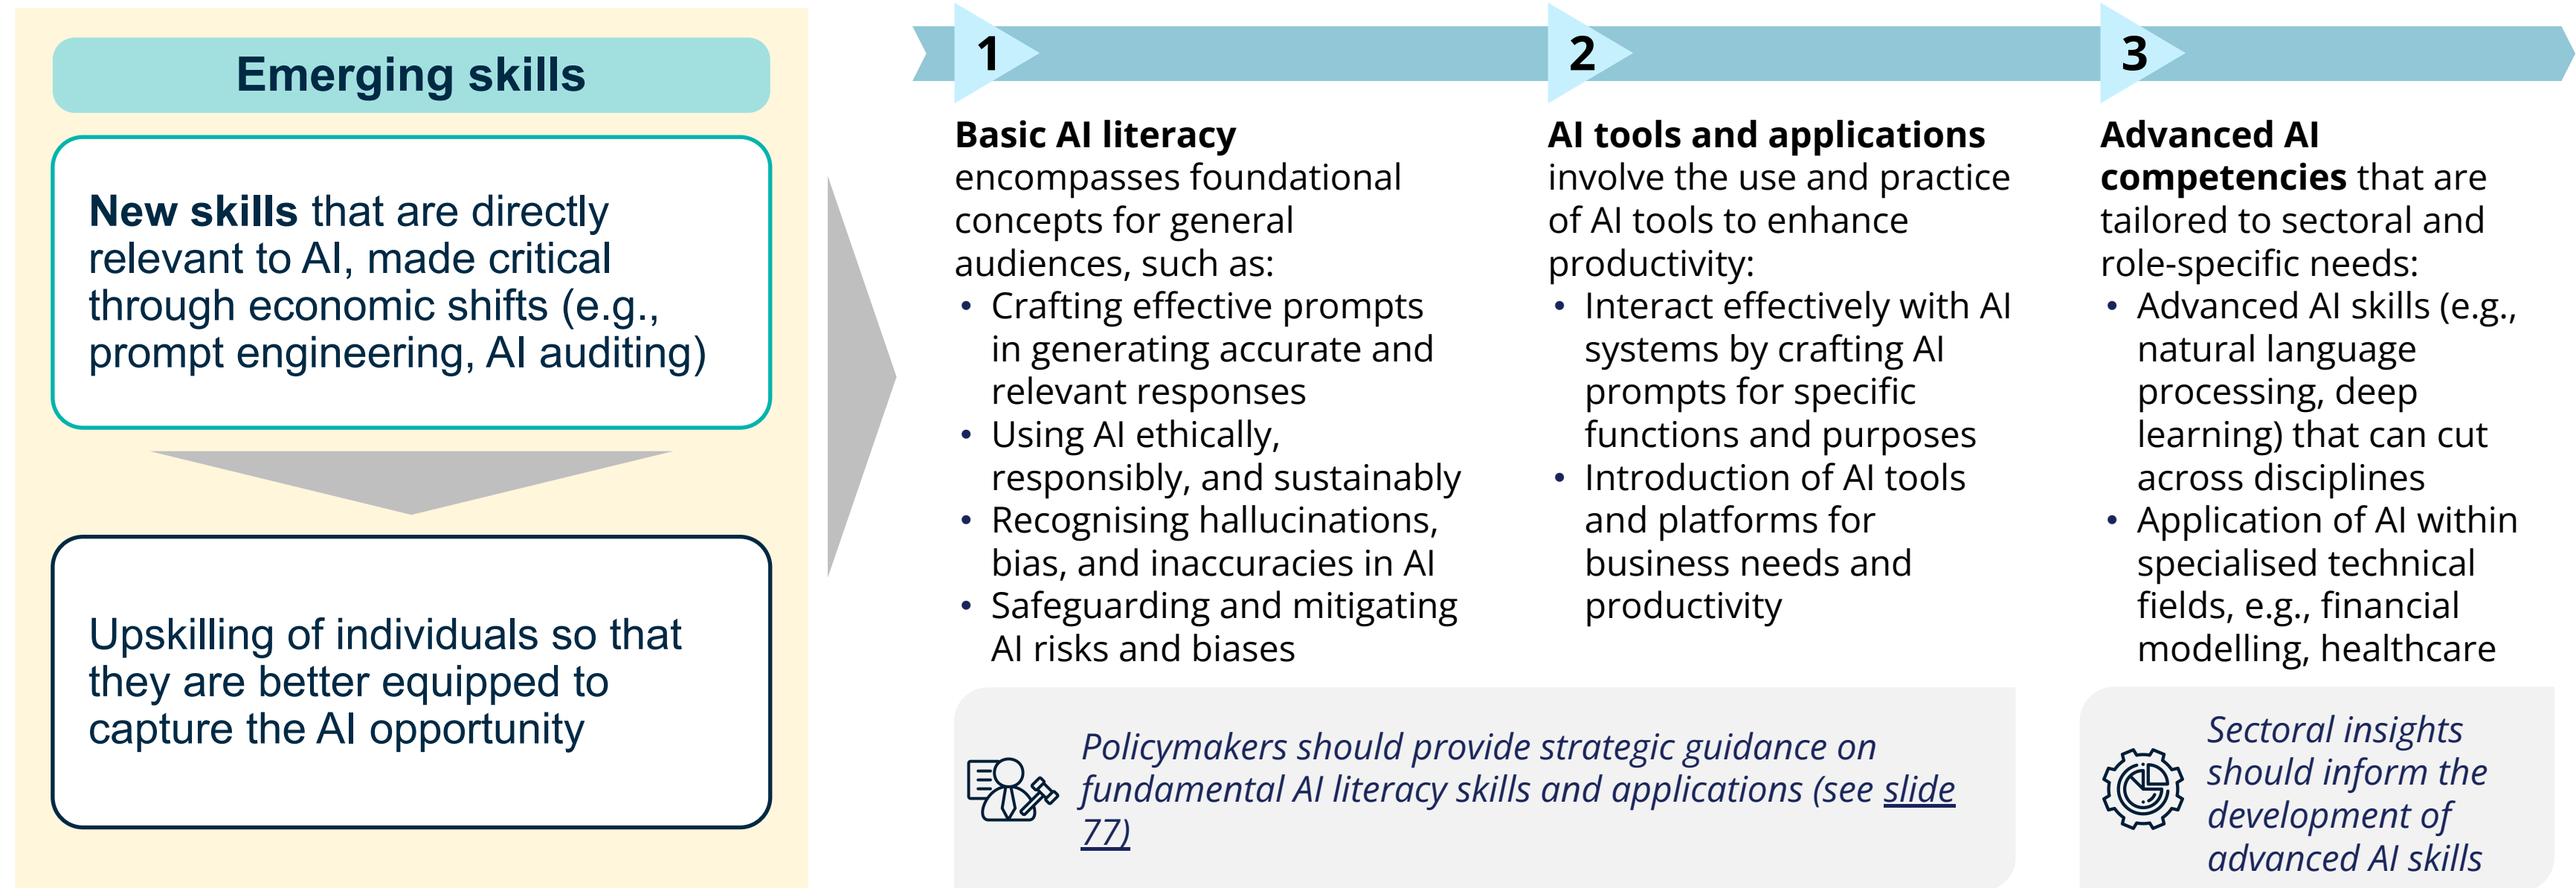 Emerging skills
New skills that are directly
relevant to AI, made critical
through economic shifts (e.g.,
prompt engineering, AI auditing)
Upskilling of individuals so that
they are better equipped to
capture the AI opportunity
1
Basic AI literacy
encompasses foundational
concepts for general
audiences, such as:
• Crafting effective prompts
in generating accurate and
relevant responses
• Using AI ethically,
responsibly, and sustainably
• Recognising hallucinations,
bias, and inaccuracies in AI
• Safeguarding and mitigating
AI risks and biases
2
AI tools and applications
involve the use and practice
of AI tools to enhance
productivity:
• Interact effectively with AI
systems by crafting AI
prompts for specific
functions and purposes
• Introduction of AI tools
and platforms for
business needs and
productivity
3
Advanced AI
competencies that are
tailored to sectoral and
role-specific needs:
• Advanced AI skills (e.g.,
natural language
processing, deep
learning) that can cut
across disciplines
• Application of AI within
specialised technical
fields, e.g., financial
modelling, healthcare
Policymakers should provide strategic guidance on
fundamental AI literacy skills and applications (see slide
77)
Sectoral insights
should inform the
development of
advanced AI skills